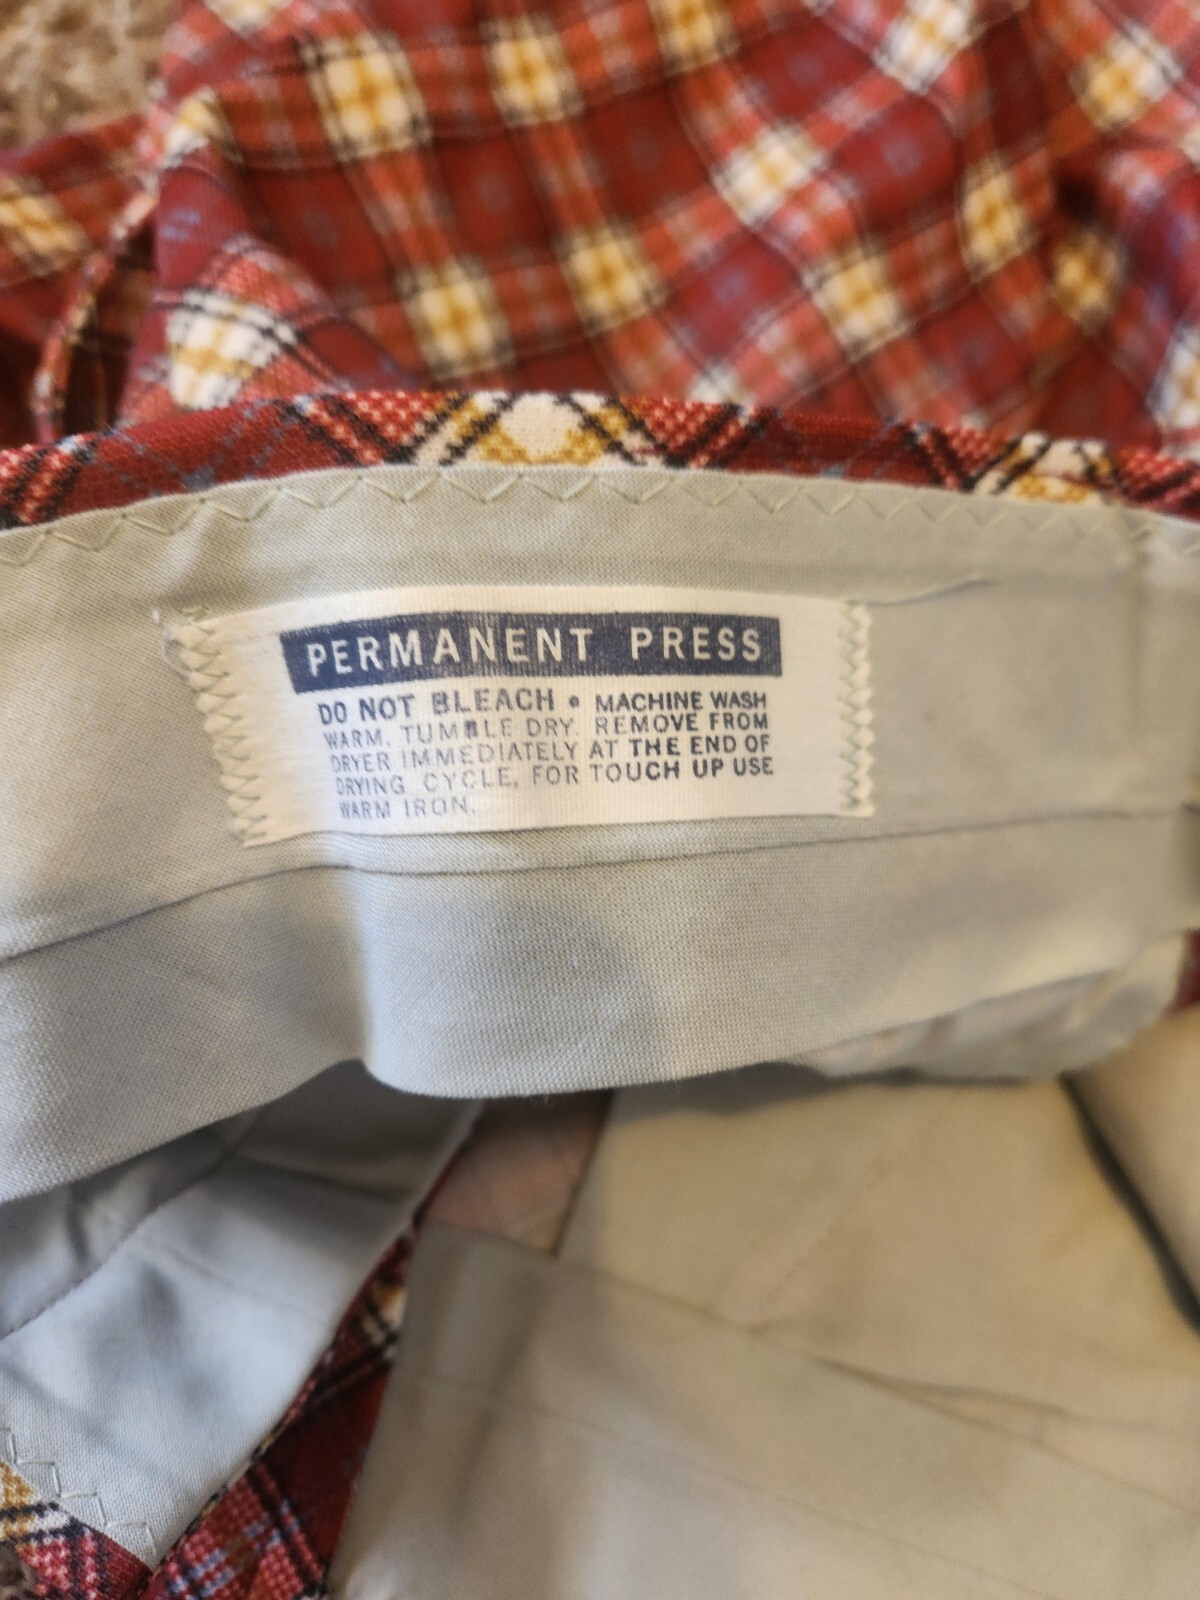 PERMANENT PRESS
DO NOT BLEACH • MACHINE WASH
WARM. TUMBLE DRY. REMOVE FROM
DRYER IMMEDIATELY AT THE END OF
DRYING CYCLE, FOR TOUCH UP USE
WARM IRON.